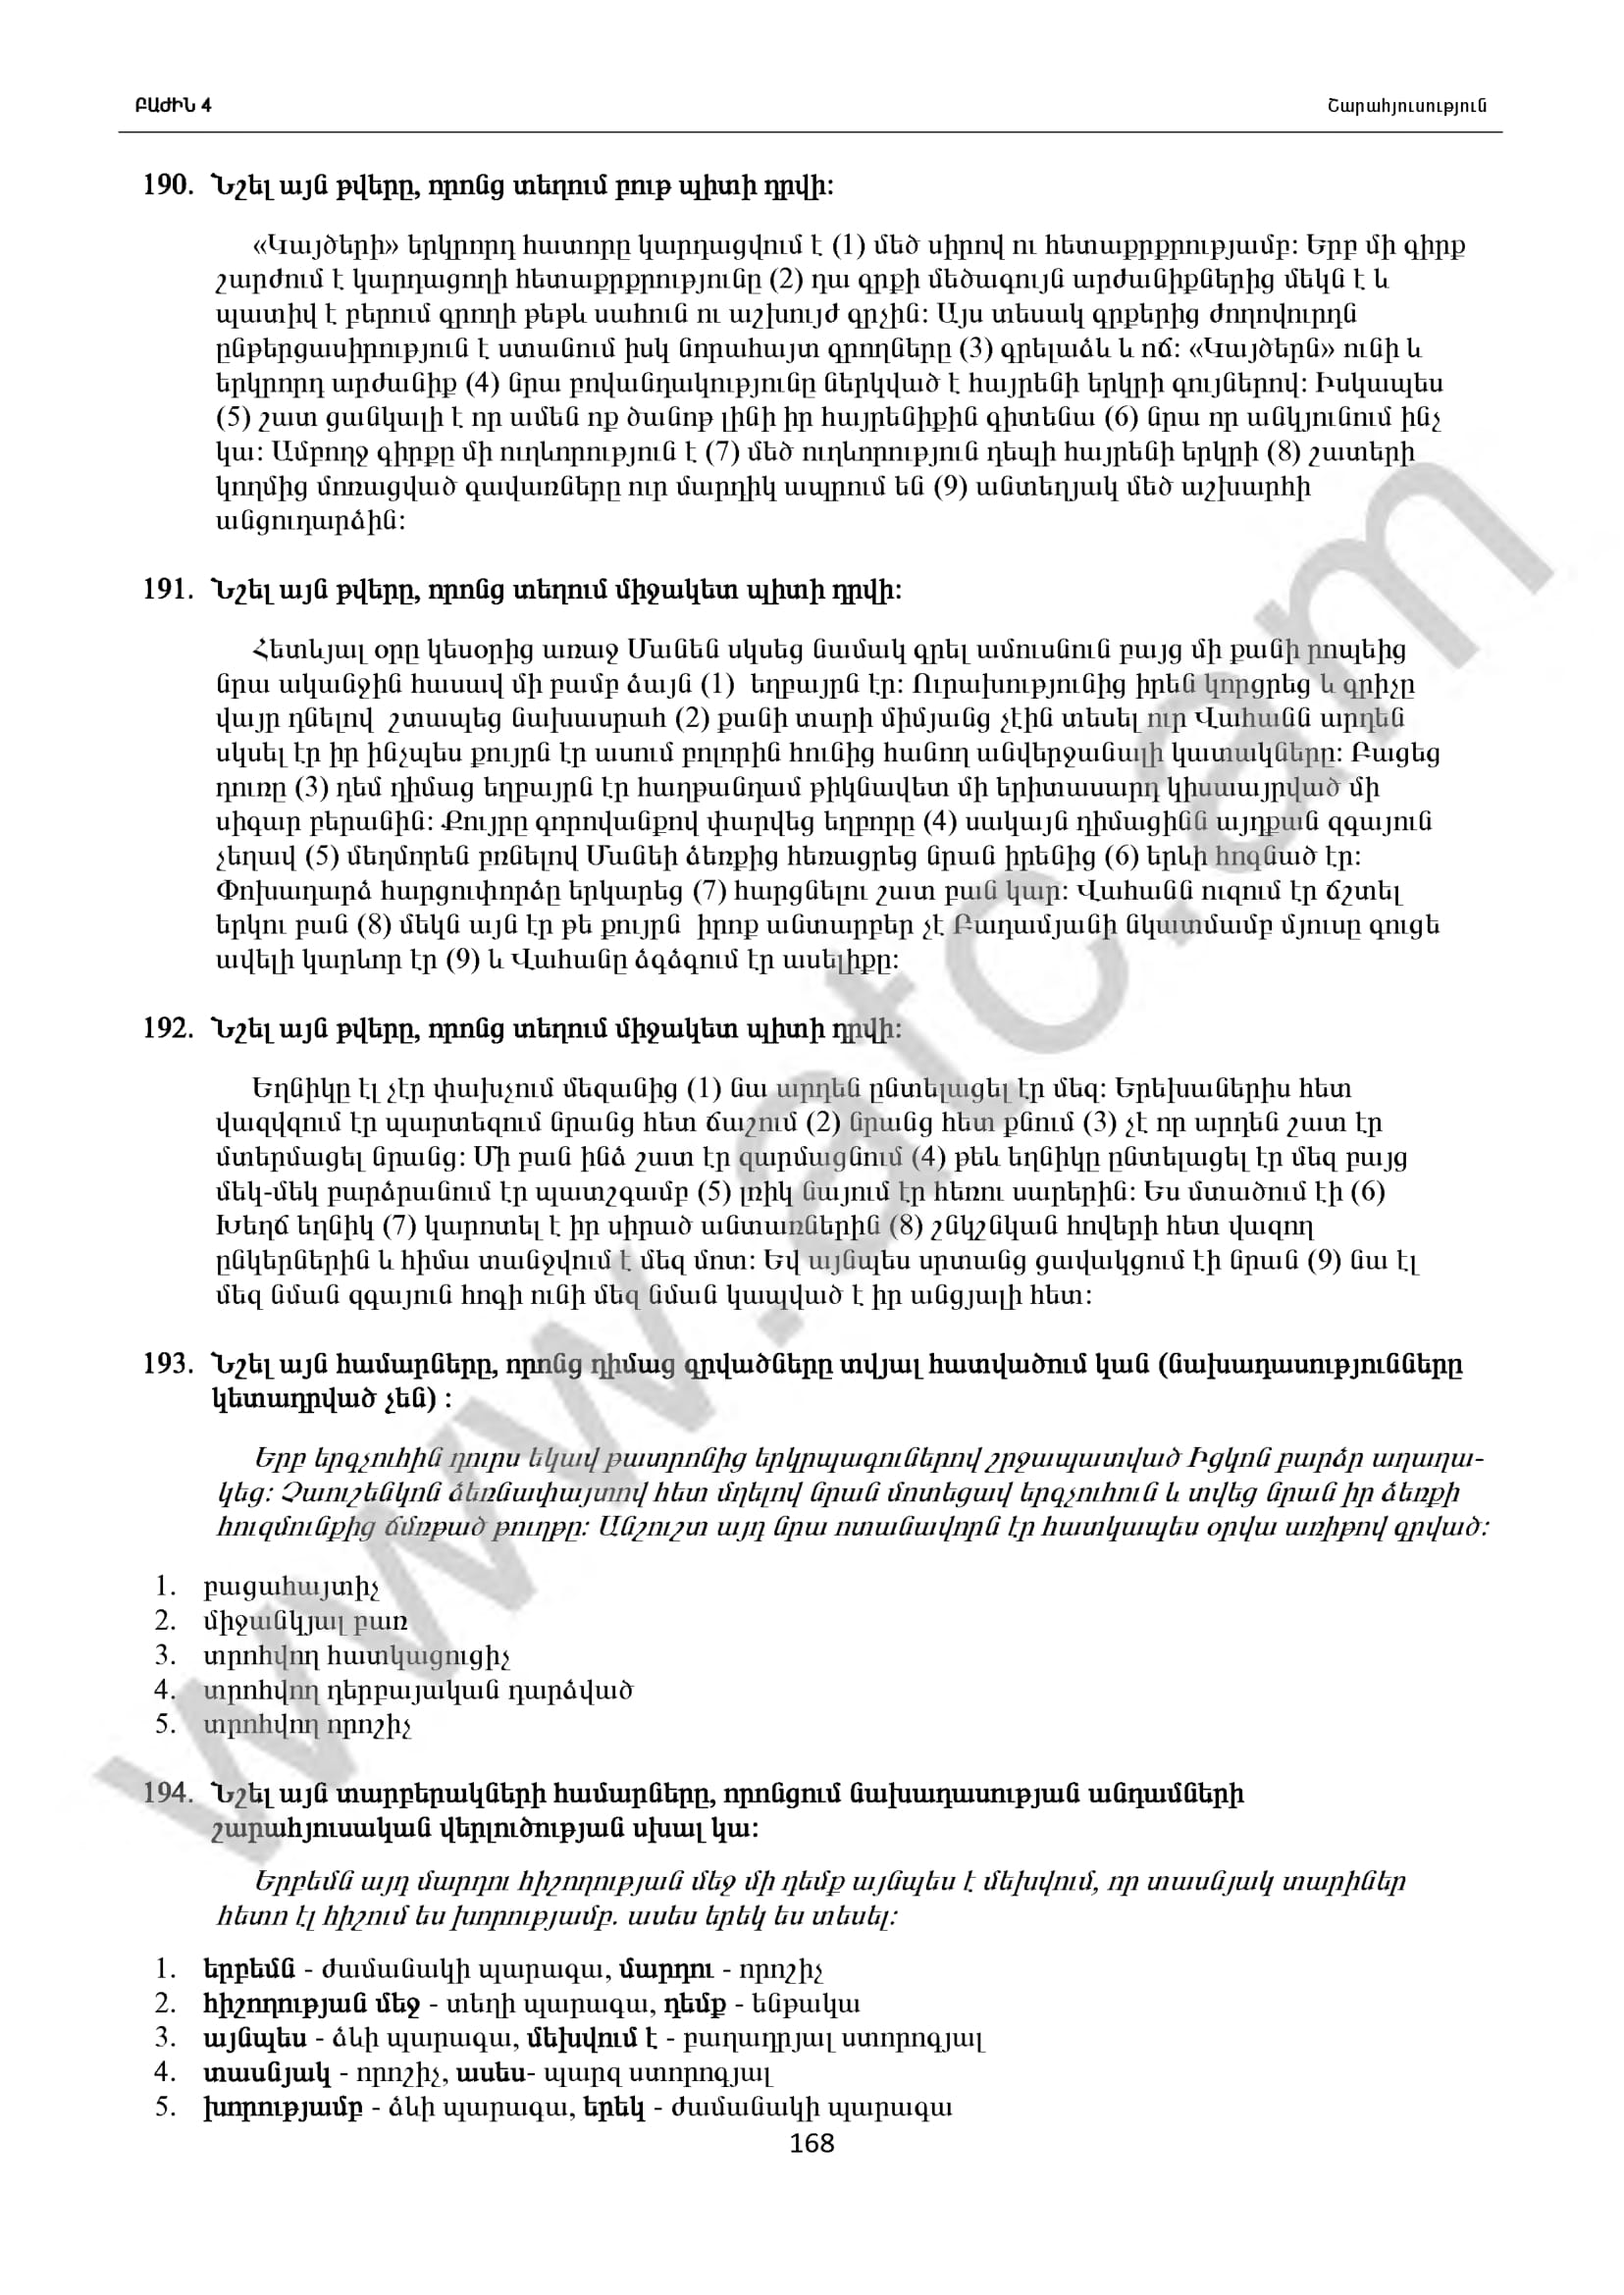 ԲԱԺԻՆ 4
Շարահյուսություն
190. Նշել այն թվերը, որոնց տեղում բութ պիտի դրվի:
«Կայծերի» երկրորդ հատորը կարդացվում է (1) մեծ սիրով ու հետաքրքրությամբ: Երբ մի գիրք
շարժում է կարդացողի հետաքրքրությունը (2) դա գրքի մեծագույն արժանիքներից մեկն է և
պատիվ է բերում գրողի թեթև սահուն ու աշխույժ գրչին: Այս տեսակ գրքերից ժողովուրդն
ընթերցասիրություն է ստանում իսկ նորահայտ գրողները (3) գրելաձև և ոճ: «Կայծերն» ունի և
երկրորդ արժանիք (4) նրա բովանդակությունը ներկված է հայրենի երկրի գույներով: Իսկապես
(5) շատ ցանկալի է որ ամեն ոք ծանոթ լինի իր հայրենիքին գիտենա (6) նրա որ անկյունում ինչ
կա: Ամբողջ գիրքը մի ուղևորություն է (7) մեծ ուղևորություն դեպի հայրենի երկրի (8) շատերի
կողմից մոռացված գավառները ուր մարդիկ ապրում են (9) անտեղյակ մեծ աշխարհի
անցուդարձին:
191. Նշել այն թվերը, որոնց տեղում միջակետ պիտի դրվի:
Հետևյալ օրը կեսօրից առաջ Մանեն սկսեց նամակ գրել ամուսնուն բայց մի քանի րոպեից
նրա ականջին հասավ մի բամբ ձայն (1) եղբայրն էր: Ուրախությունից իրեն կորցրեց և գրիչը
վայր դնելով շտապեց նախասրահ (2) քանի տարի միմյանց չէին տեսել ուր Վահանն արդեն
սկսել էր իր ինչպես քույրն էր ասում բոլորին հունից հանող անվերջանալի կատակները: Բացեց
դուռը (3) դեմ դիմաց եղբայրն էր հաղթանդամ թիկնավետ մի երիտասարդ կիսաայրված մի
սիգար բերանին: Քույրը գորովանքով փարվեց եղբորը (4) սակայն դիմացինն այդքան զգայուն
չեղավ (5) մեղմորեն բռնելով Մանեի ձեռքից հեռացրեց նրան իրենից (6) երևի հոգնած էր:
Փոխադարձ հարցուփորձը երկարեց (7) հարցնելու շատ բան կար: Վահանն ուզում էր ճշտել
երկու բան (8) մեկն այն էր թե քույրն իրոք անտարբեր չէ Բադամյանի նկատմամբ մյուսը գուցե
ավելի կարևոր էր (9) և Վահանը ձգձգում էր ասելիքը:
192. Նշել այն թվերը, որոնց տեղում միջակետ պիտի դրվի:
Եղնիկը էլ չէր փախչում մեզանից (1) նա արդեն ընտելացել էր մեզ: Երեխաներիս հետ
վազվզում էր պարտեզում նրանց հետ ճաշում (2) նրանց հետ քնում (3) չէ որ արդեն շատ էր
մտերմացել նրանց: Մի բան ինձ շատ էր զարմացնում (4) թեև եղնիկը ընտելացել էր մեզ բայց
մեկ-մեկ բարձրանում էր պատշգամբ (5) լռիկ նայում էր հեռու սարերին: Ես մտածում էի (6)
Խեղճ եղնիկ (7) կարոտել է իր սիրած անտառներին (8) շնկշնկան հովերի հետ վազող
ընկերներին և հիմա տանջվում է մեզ մոտ: Եվ այնպես սրտանց ցավակցում էի նրան (9) նա էլ
մեզ նման զգայուն հոգի ունի մեզ նման կապված է իր անցյալի հետ:
193. Նշել այն համարները, որոնց դիմաց գրվածները տվյալ հատվածում կան (նախադասությունները
կետադրված չեն) :
Երբ երգչուհին դուրս եկավ թատրոնից երկրպագուներով շրջապատված Իցկոն բարձր աղաղա-
կեց: Չաուշենկոն ձեռնափայտով հետ մղելով նրան մոտեցավ երգչուհուն և տվեց նրան իր ձեռքի
հուզմունքից ճմռթած թուղթը: Անշուշտ այդ նրա ոտանավորն էր հատկապես օրվա առիթով գրված:
1. բացահայտիչ
2. միջանկյալ բառ
3. տրոհվող հատկացուցիչ
4. տրոհվող դերբայական դարձված
5. տրոհվող որոշիչ
194. Նշել այն տարբերակների համարները, որոնցում նախադասության անդամների
շարահյուսական վերլուծության սխալ կա:
Երբեմն այդ մարդու հիշողության մեջ մի դեմք այնպես է մեխվում, որ տասնյակ տարիներ
հետո էլ հիշում ես խորությամբ. ասես երեկ ես տեսել:
1. երբեմն - ժամանակի պարագա, մարդու - որոշիչ
2. հիշողության մեջ - տեղի պարագա, դեմք - ենթակա
3. այնպես - ձևի պարագա, մեխվում է - բաղադրյալ ստորոգյալ
4. տասնյակ - որոշիչ, ասես- պարզ ստորոգյալ
5. խորությամբ - ձևի պարագա, երեկ - ժամանակի պարագա
168
www.atc.am